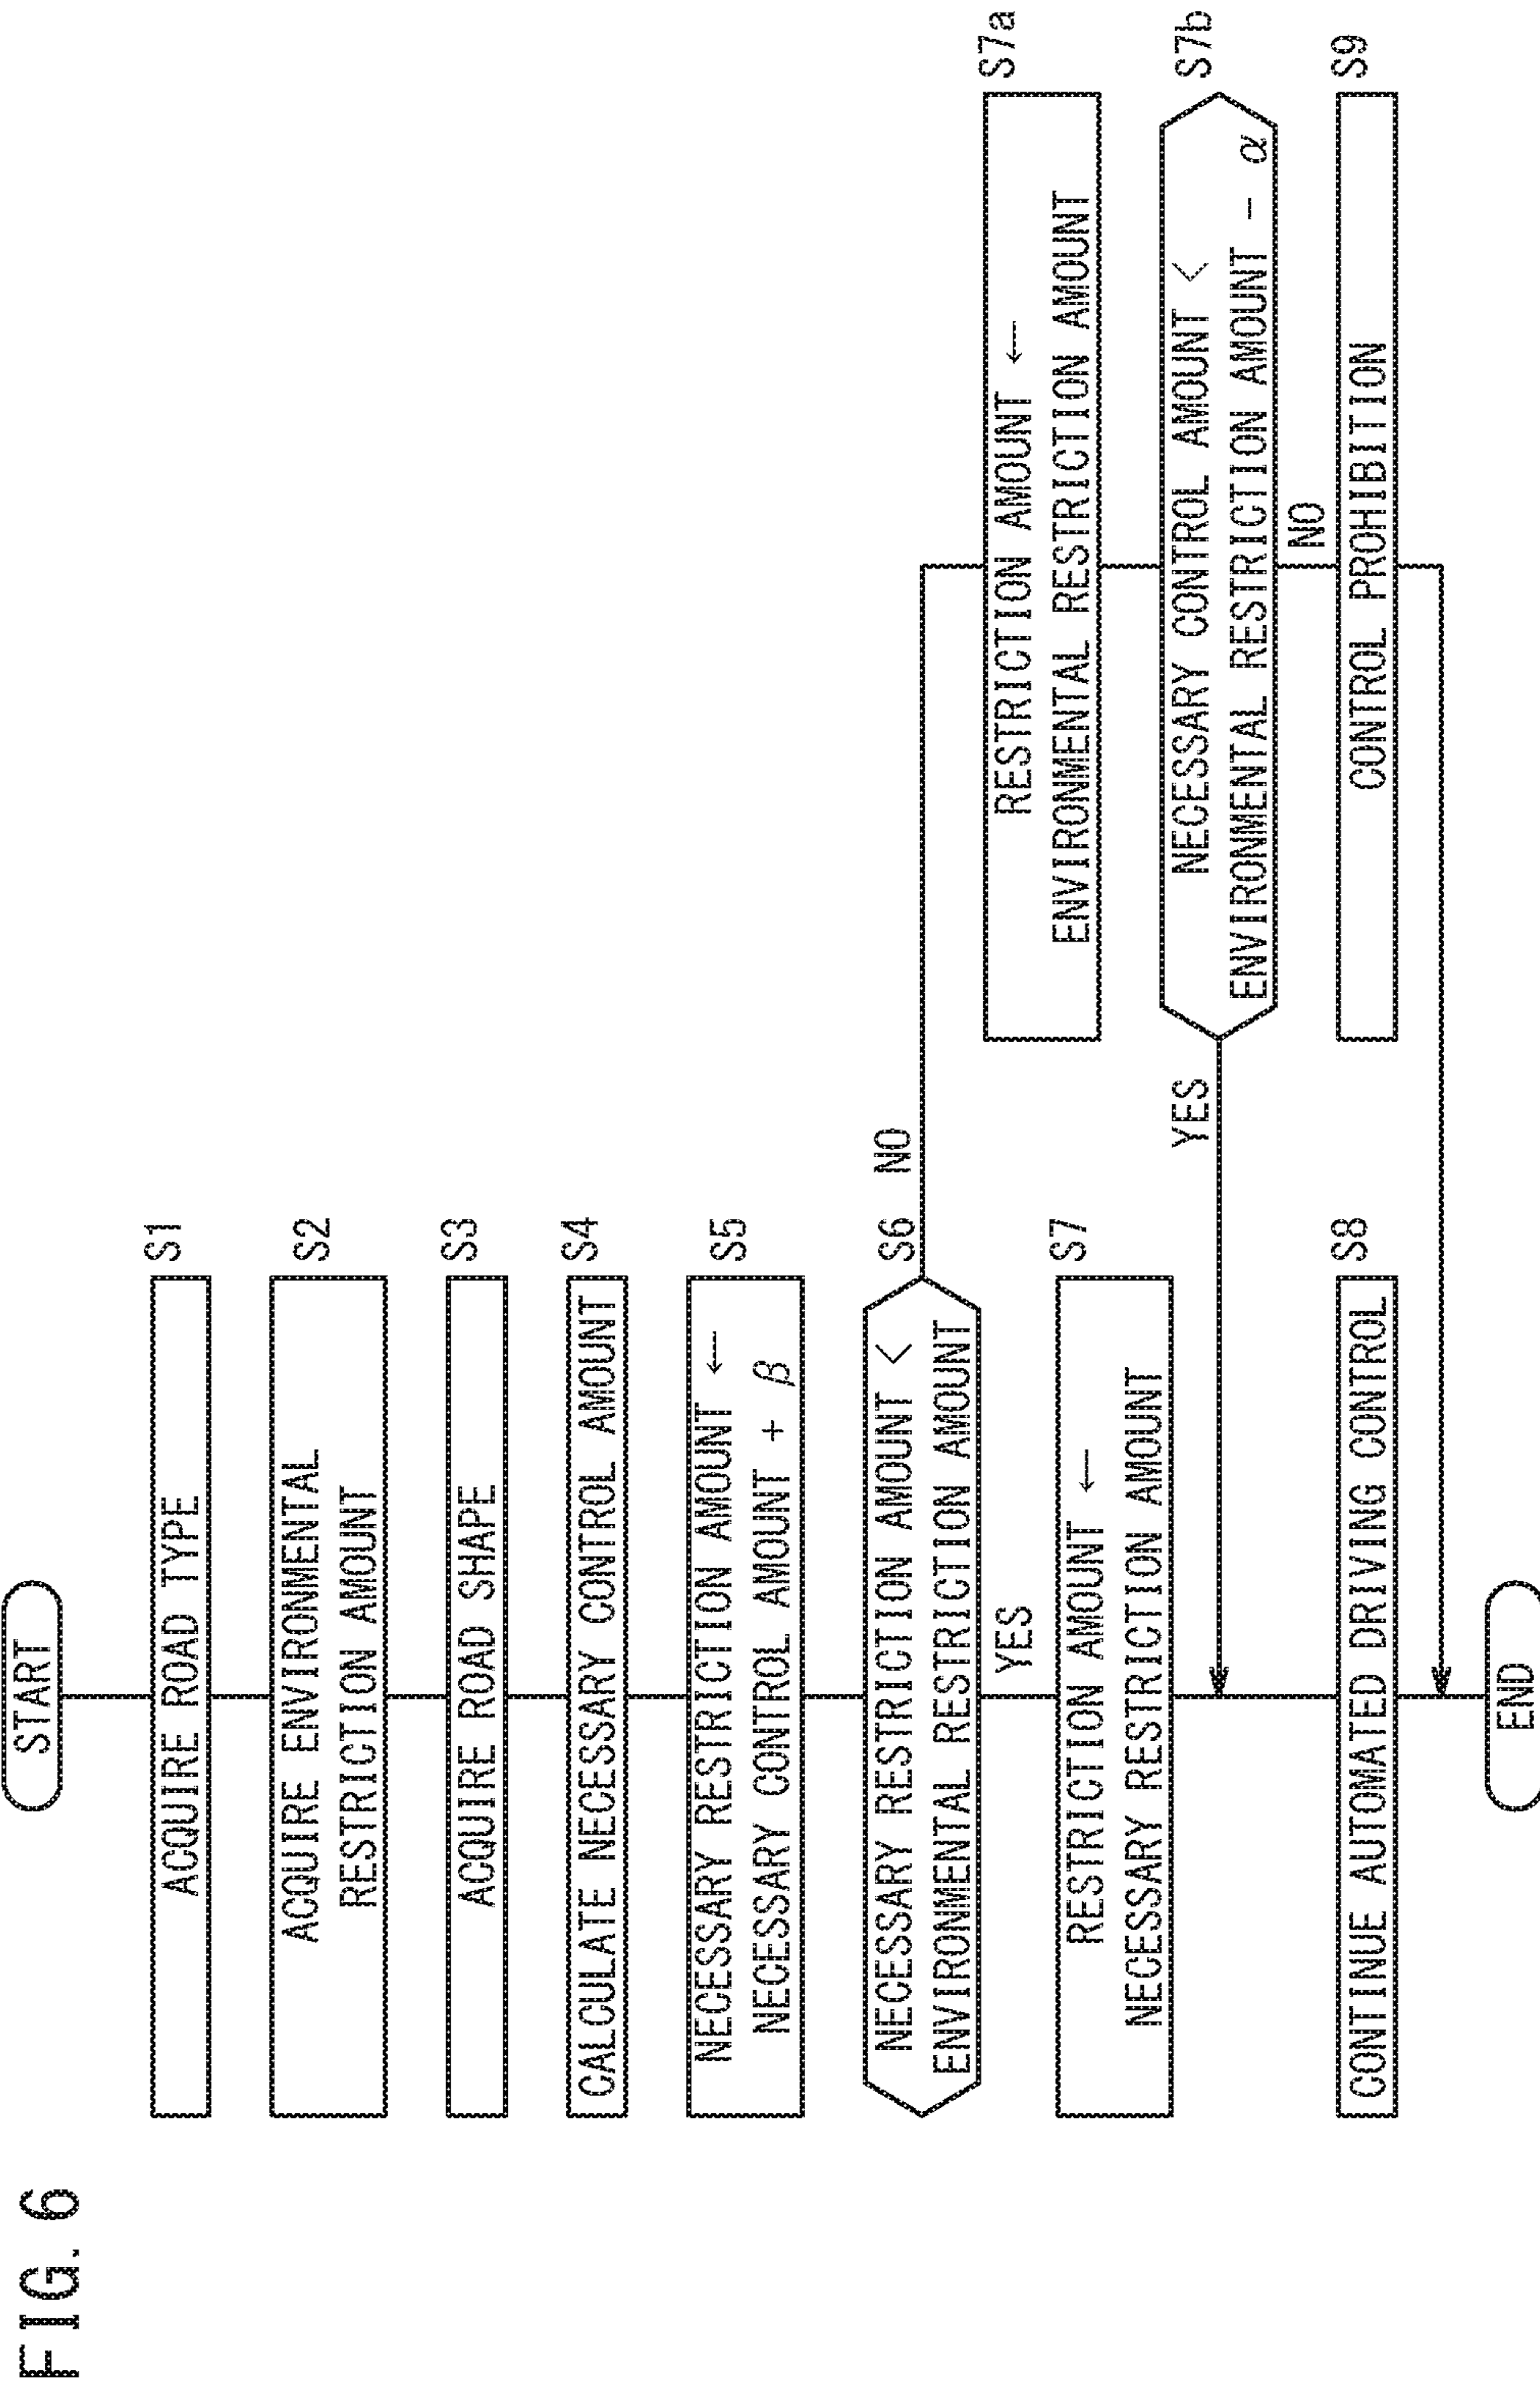 FIG. 6
START
ACQUIRE ROAD TYPE
S1
ACQUIRE ENVIRONMENTAL
RESTRICTION AMOUNT
S2
ACQUIRE ROAD SHAPE
S3
CALCULATE NECESSARY CONTROL AMOUNT
S4
NECESSARY RESTRICTION AMOUNT ←
NECESSARY CONTROL AMOUNT + β
S5
NECESSARY RESTRICTION AMOUNT <
ENVIRONMENTAL RESTRICTION AMOUNT
S6
NO
YES
RESTRICTION AMOUNT ←
NECESSARY RESTRICTION AMOUNT
S7
RESTRICTION AMOUNT ←
ENVIRONMENTAL RESTRICTION AMOUNT
S7a
NECESSARY CONTROL AMOUNT <
ENVIRONMENTAL RESTRICTION AMOUNT - α
S7b
YES
NO
CONTINUE AUTOMATED DRIVING CONTROL
S8
CONTROL PROHIBITION
S9
END